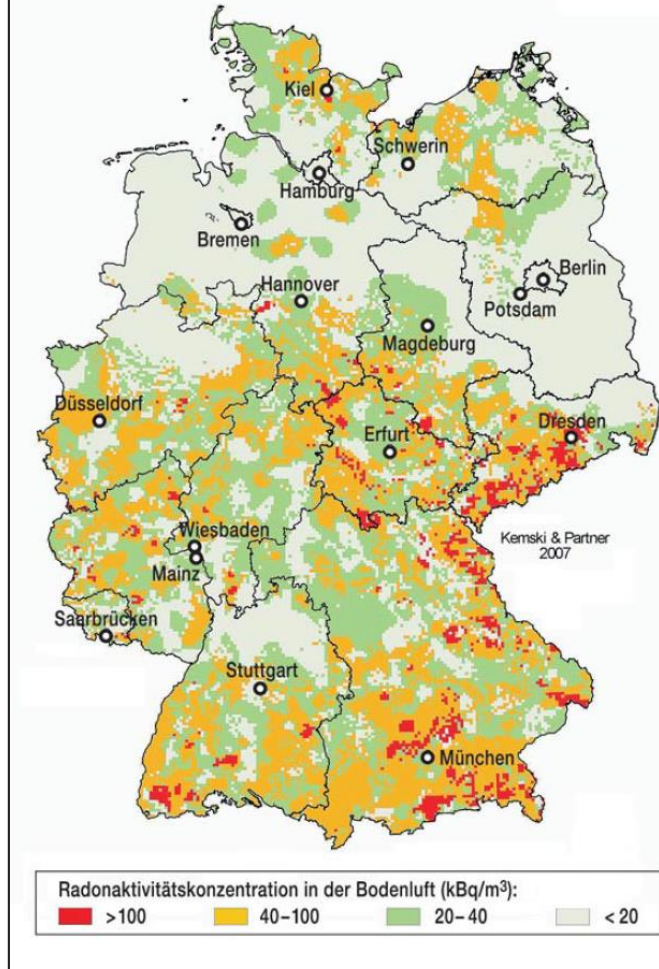 Kiel
Schwerin
Hamburg
Bremen
Berlin
Hannover
Potsdam
Magdeburg
Düsseldorf
Erfurt
Dresden
Kemski & Partner
2007
Wiesbaden
Mainz
Saarbrücken
Stuttgart
München
Radonaktivitätskonzentration in der Bodenluft (kBq/m³):
>100 40–100 20–40 < 20